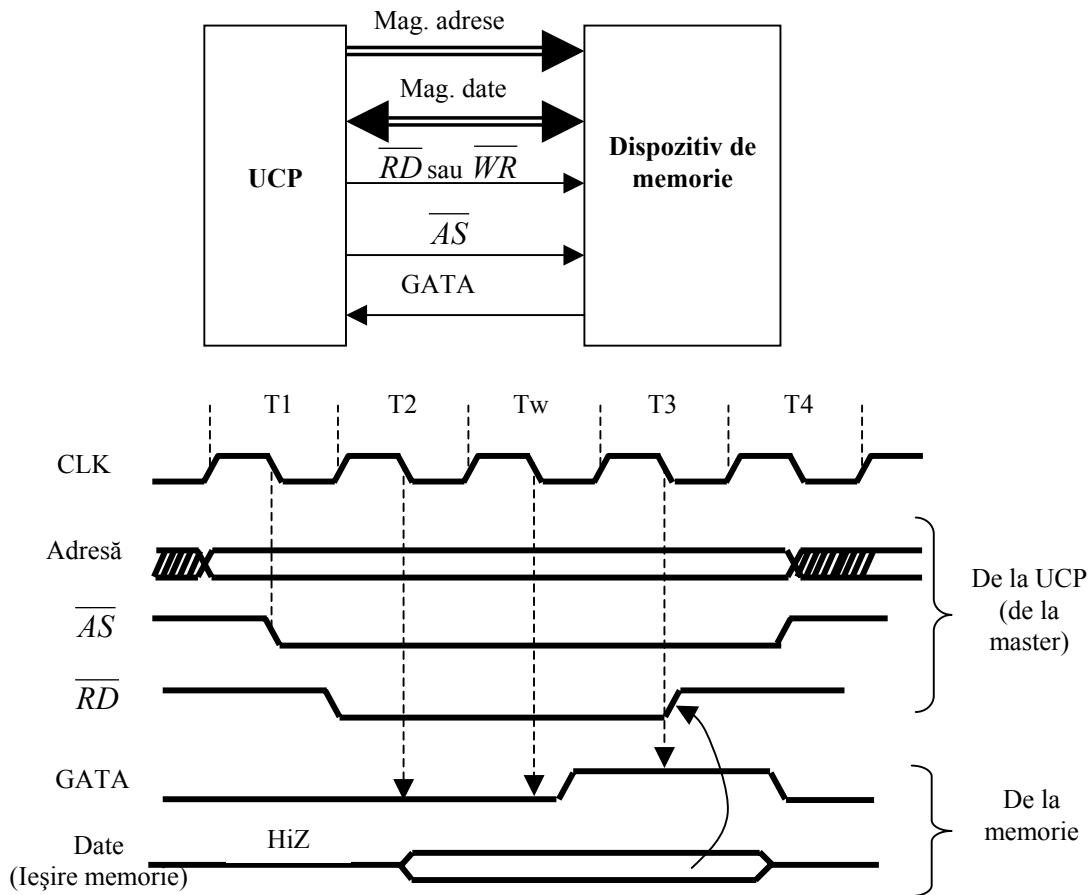 Mag. adrese
Mag. date
UCP
RD sau WR
Dispozitiv de
memorie
AS
GATA
T1 T2 Tw T3 T4
CLK
Adresă
AS
RD
De la UCP
(de la
master)
GATA
HiZ
Date
(Ieşire memorie)
De la
memorie